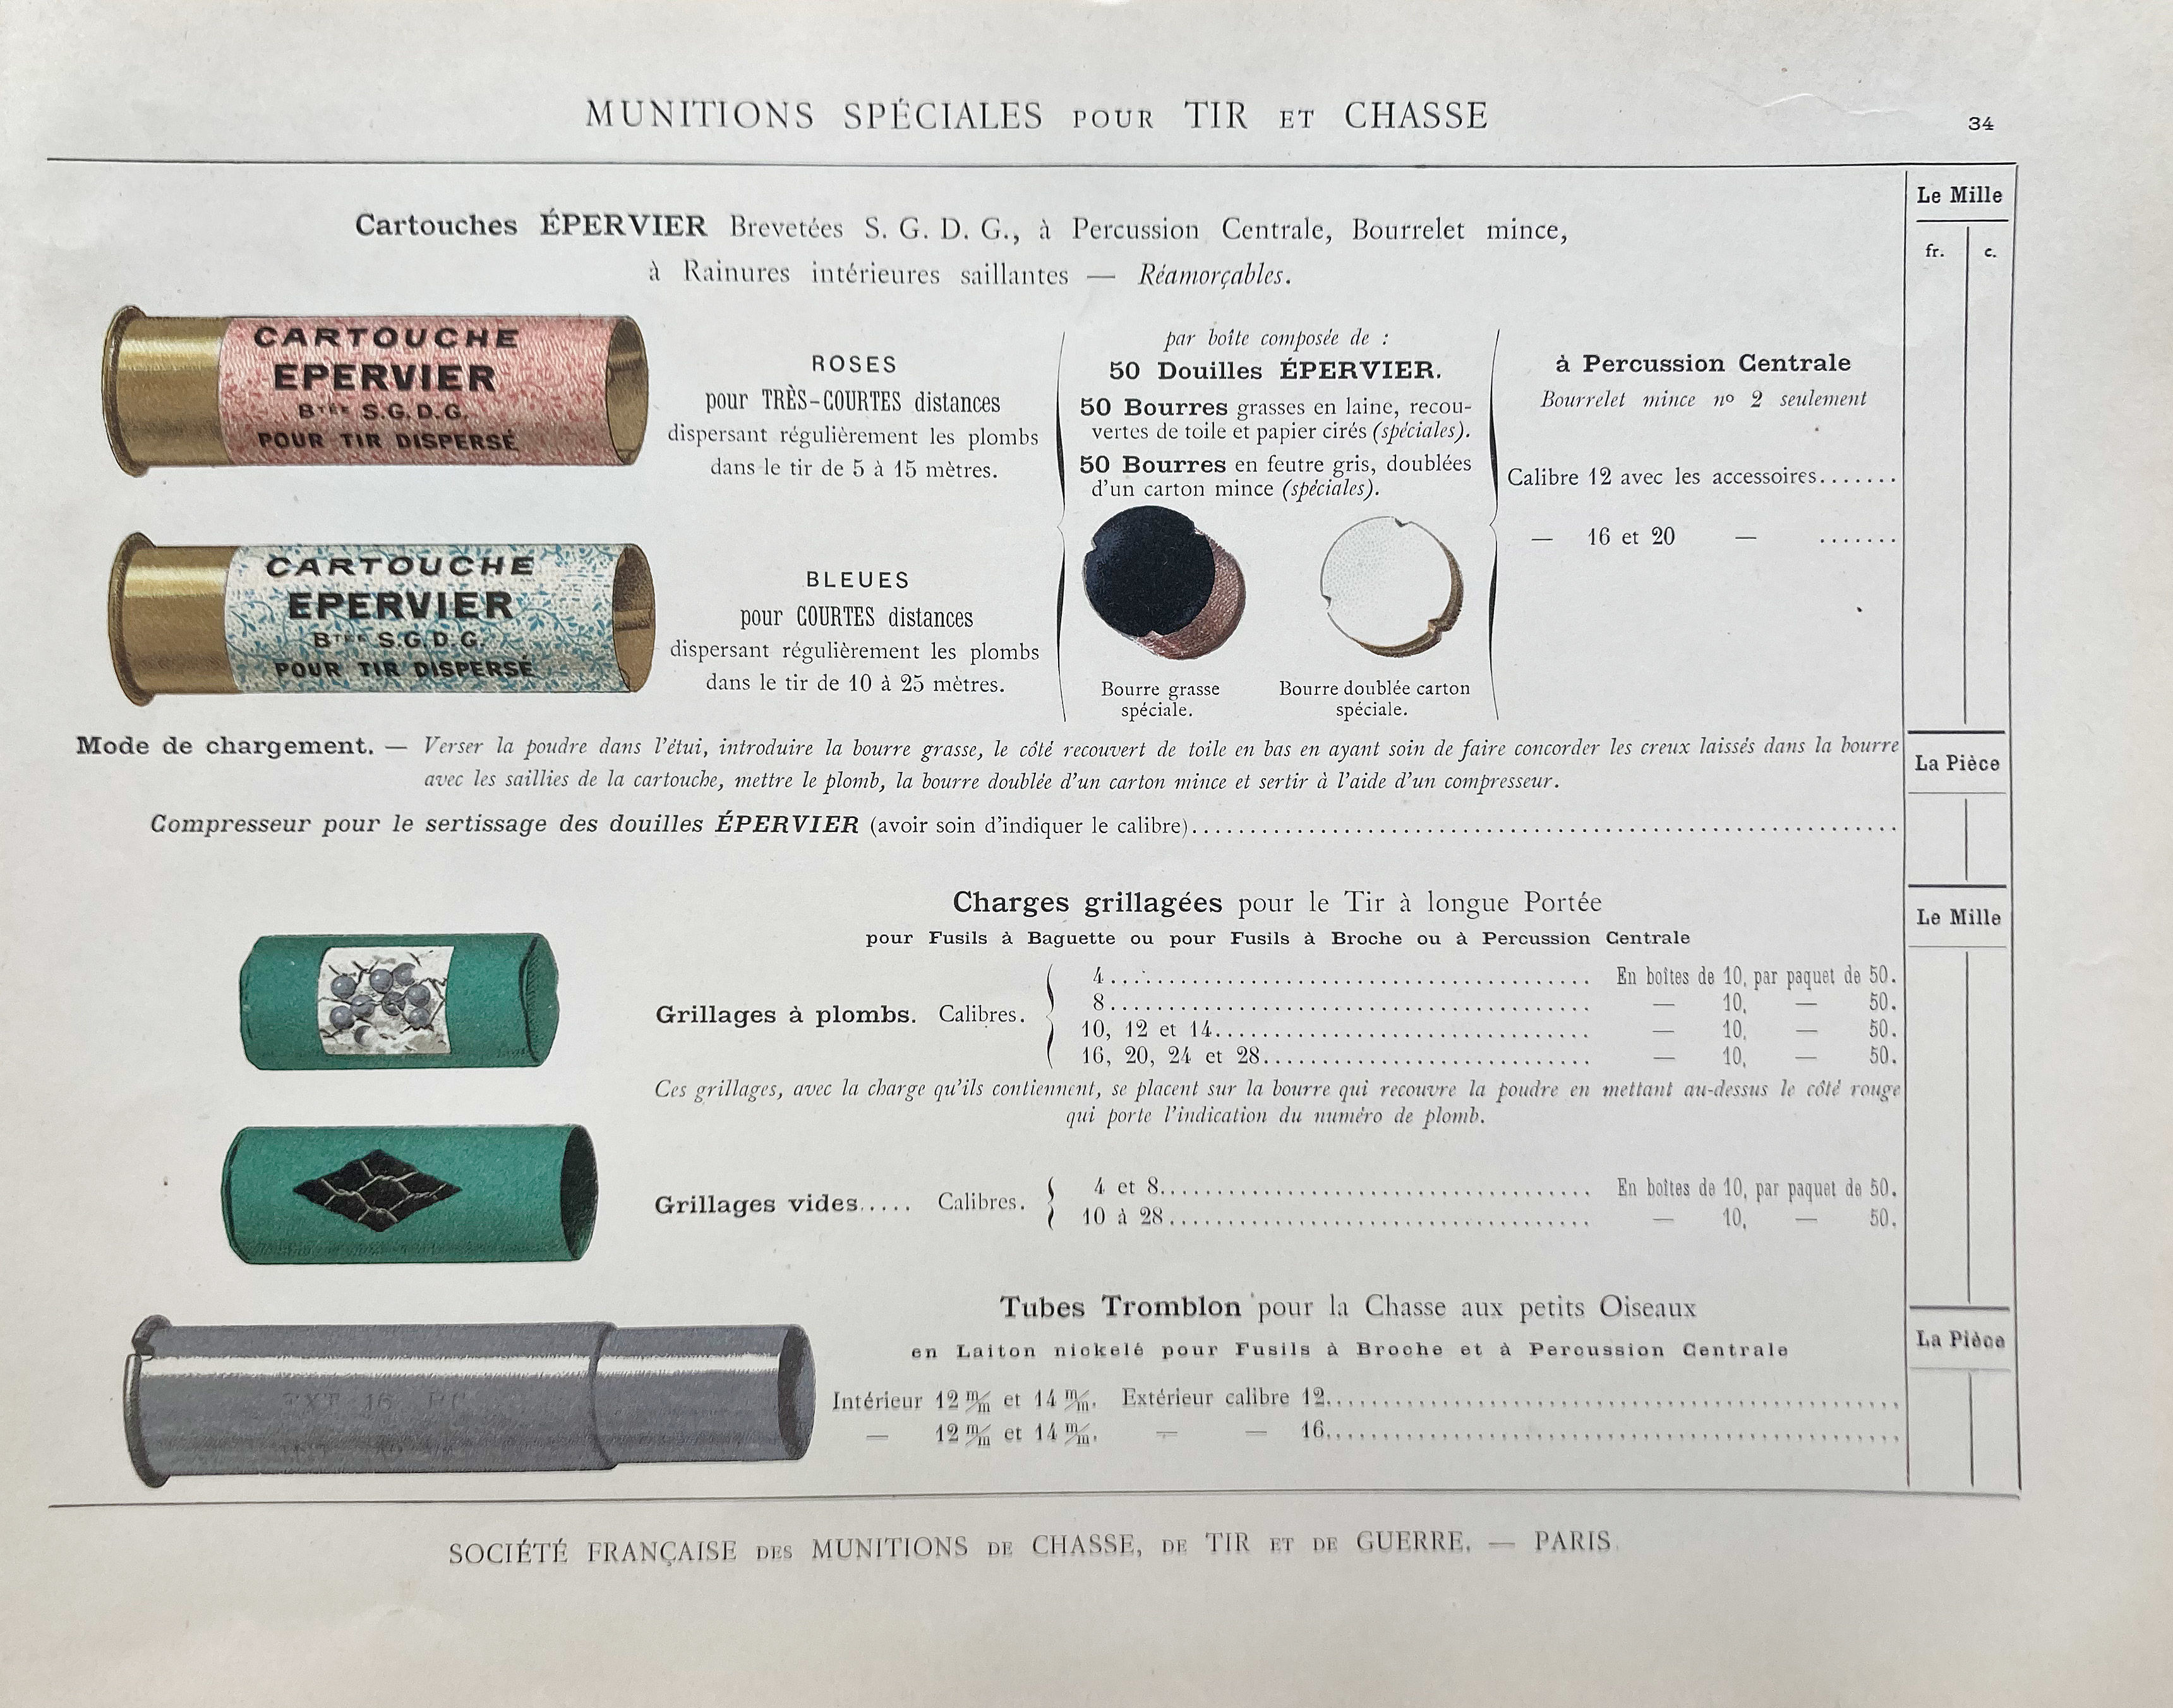 MUNITIONS SPÉCIALES POUR TIR ET CHASSE
34
Le Mille
fr. c.
Cartouches ÉPERVIER Brevetées S. G. D. G., à Percussion Centrale, Bourrelet mince,
à Rainures intérieures saillantes — Réamorçables.
CARTOUCHE
EPERVIER
BTÉE S.G.D.G.
POUR TIR DISPERSÉ
ROSES
pour TRÈS-COURTES distances
dispersant régulièrement les plombs
dans le tir de 5 à 15 mètres.
CARTOUCHE
EPERVIER
BTÉE S.G.D.G.
POUR TIR DISPERSÉ
BLEUES
pour COURTES distances
dispersant régulièrement les plombs
dans le tir de 10 à 25 mètres.
par boîte composée de :
50 Douilles ÉPERVIER.
50 Bourres grasses en laine, recou-
vertes de toile et papier cirés (spéciales).
50 Bourres en feutre gris, doublées
d'un carton mince (spéciales).
Bourre grasse
spéciale.
Bourre doublée carton
spéciale.
à Percussion Centrale
Bourrelet mince nº 2 seulement
Calibre 12 avec les accessoires.......
— 16 et 20 — .......
Mode de chargement. — Verser la poudre dans l'étui, introduire la bourre grasse, le côté recouvert de toile en bas en ayant soin de faire concorder les creux laissés dans la bourre
avec les saillies de la cartouche, mettre le plomb, la bourre doublée d'un carton mince et sertir à l'aide d'un compresseur.
La Pièce
Compresseur pour le sertissage des douilles ÉPERVIER (avoir soin d'indiquer le calibre)..........
Charges grillagées pour le Tir à longue Portée
Le Mille
pour Fusils à Baguette ou pour Fusils à Broche ou à Percussion Centrale
Grillages à plombs. Calibres.
4.......... En boîtes de 10, par paquet de 50.
8.......... — 10, — 50.
10, 12 et 14.......... — 10, — 50.
16, 20, 24 et 28.......... — 10, — 50.
Ces grillages, avec la charge qu'ils contiennent, se placent sur la bourre qui recouvre la poudre en mettant au-dessus le côté rouge
qui porte l'indication du numéro de plomb.
Grillages vides..... Calibres.
4 et 8.......... En boîtes de 10, par paquet de 50.
10 à 28.......... — 10, — 50.
Tubes Tromblon pour la Chasse aux petits Oiseaux
La Pièce
en Laiton nickelé pour Fusils à Broche et à Percussion Centrale
Intérieur 12 m/m et 14 m/m. Extérieur calibre 12..........
— 12 m/m et 14 m/m. — — 16..........
SOCIÉTÉ FRANÇAISE DES MUNITIONS DE CHASSE, DE TIR ET DE GUERRE. — PARIS